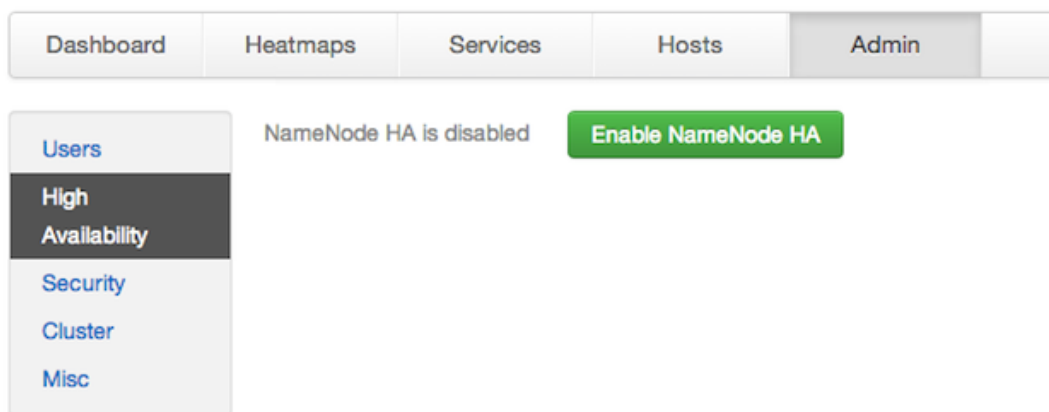 Dashboard Heatmaps Services Hosts Admin
NameNode HA is disabled Enable NameNode HA
Users
High
Availability
Security
Cluster
Misc